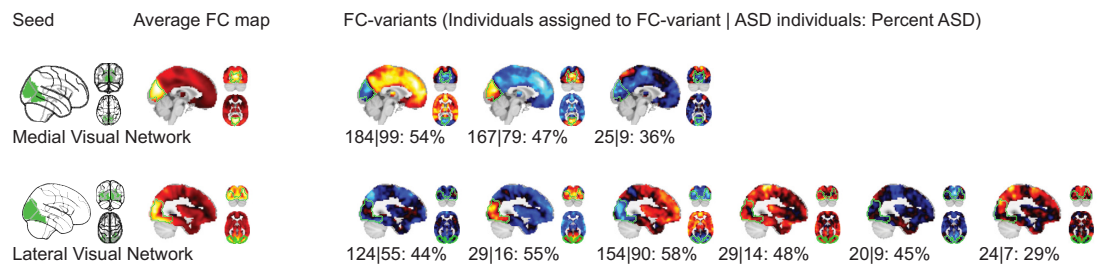 Seed Average FC map FC-variants (Individuals assigned to FC-variant | ASD individuals: Percent ASD)
Medial Visual Network 184|99: 54% 167|79: 47% 25|9: 36%
Lateral Visual Network 124|55: 44% 29|16: 55% 154|90: 58% 29|14: 48% 20|9: 45% 24|7: 29%